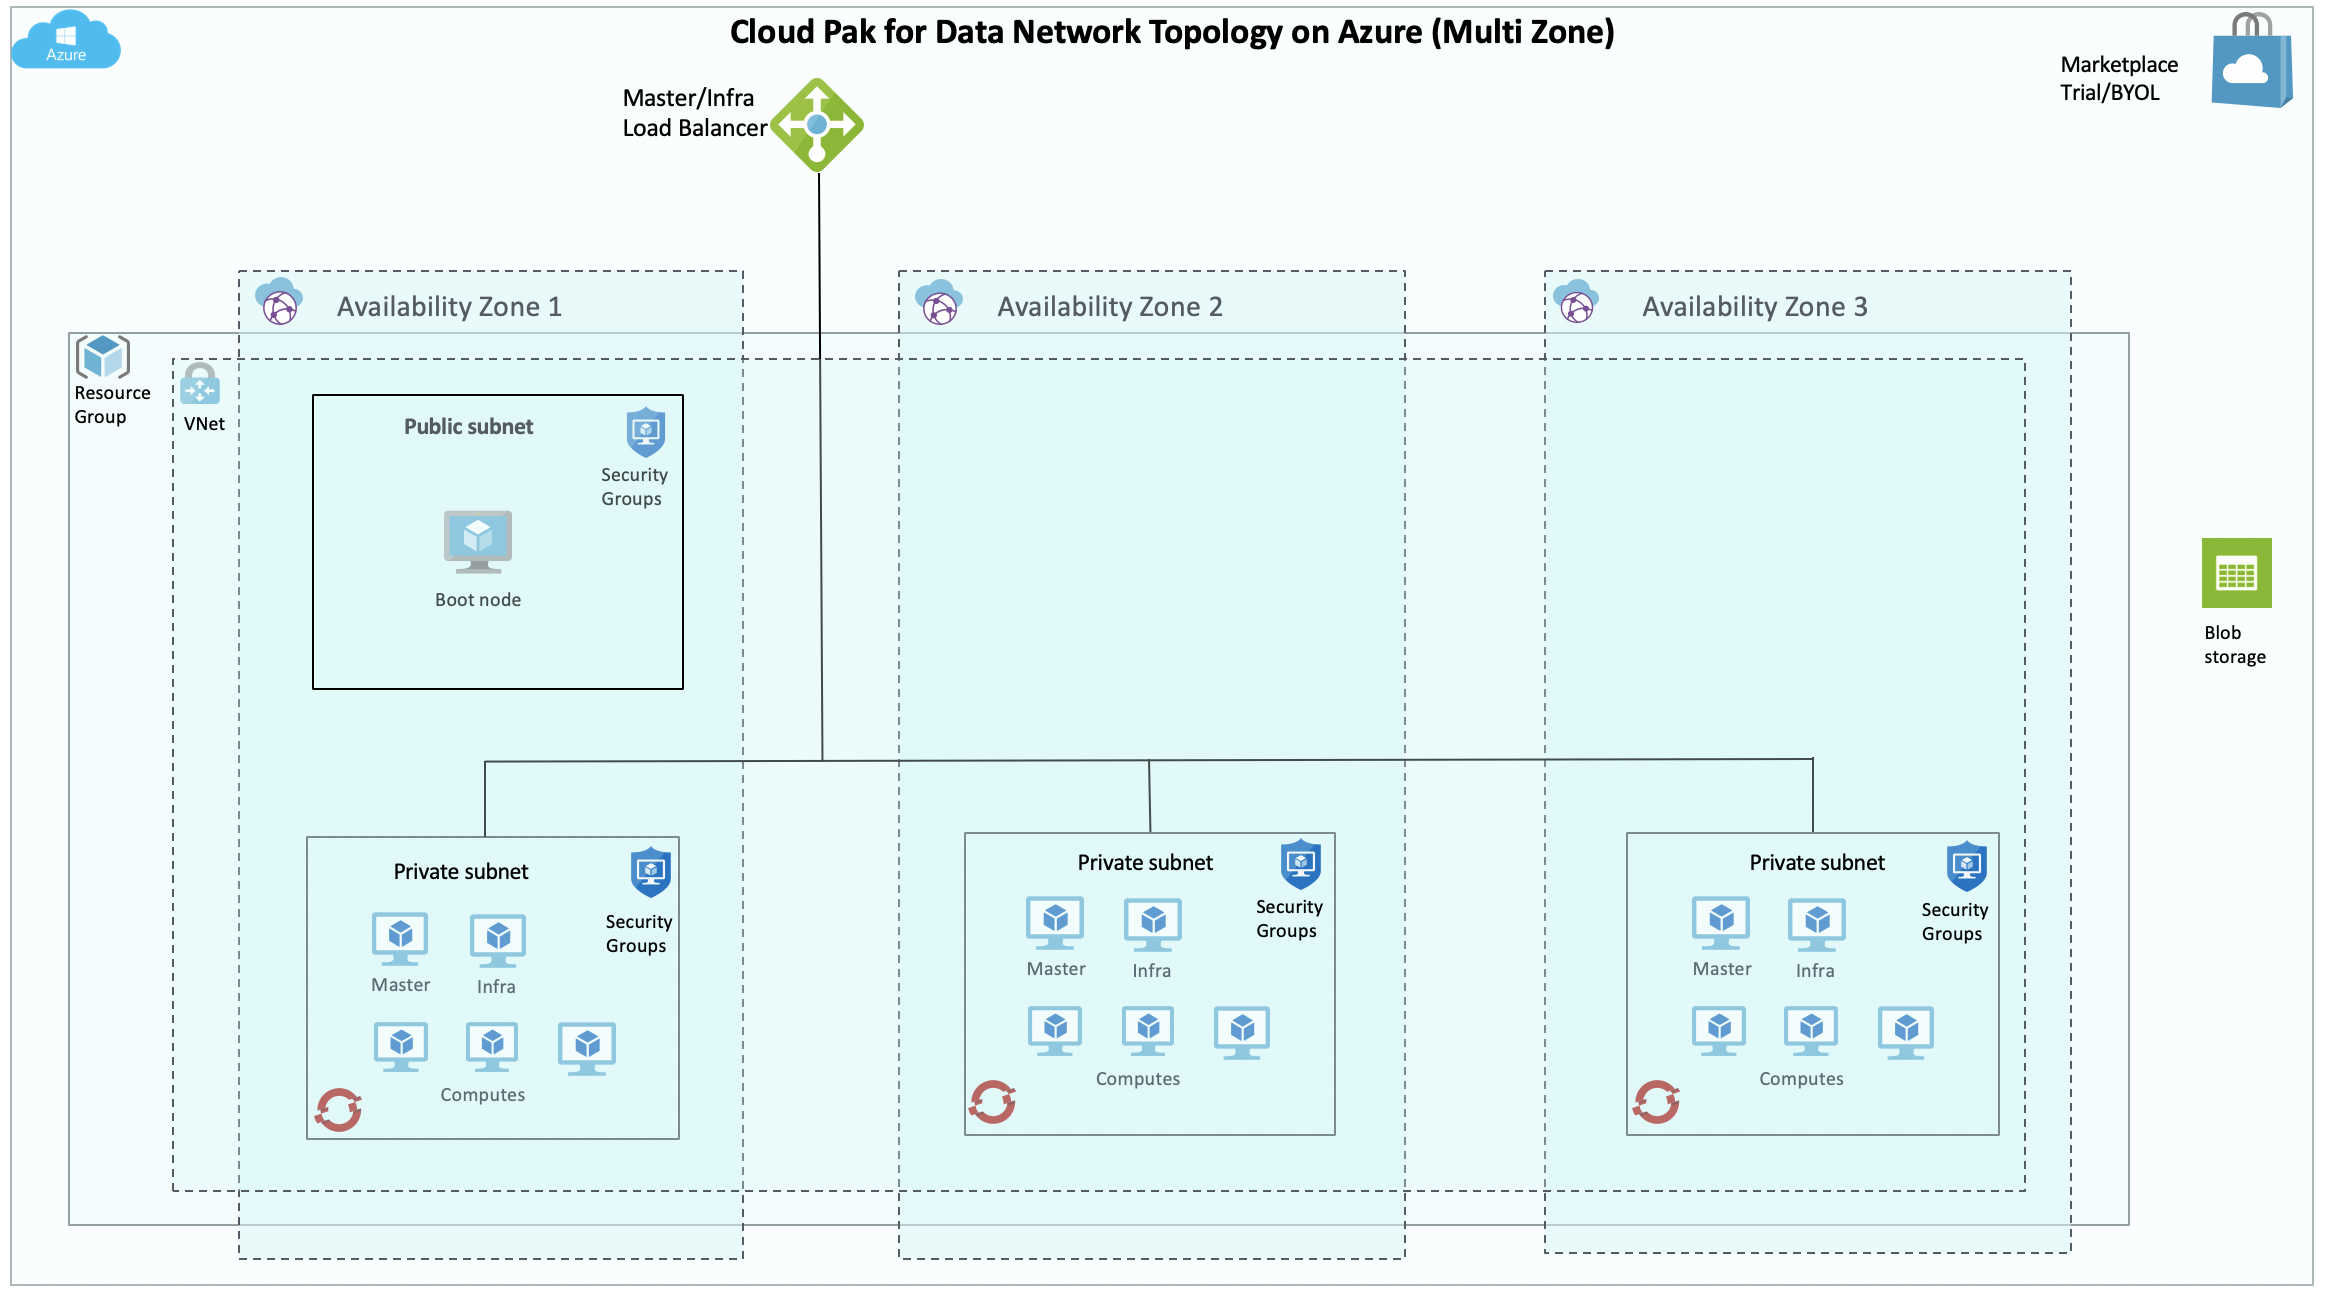 Azure
Cloud Pak for Data Network Topology on Azure (Multi Zone)
Marketplace
Trial/BYOL
Master/Infra
Load Balancer
Availability Zone 1
Availability Zone 2
Availability Zone 3
Resource
Group
VNet
Public subnet
Security
Groups
Boot node
Blob
storage
Private subnet
Security
Groups
Master
Infra
Computes
Private subnet
Security
Groups
Master
Infra
Computes
Private subnet
Security
Groups
Master
Infra
Computes